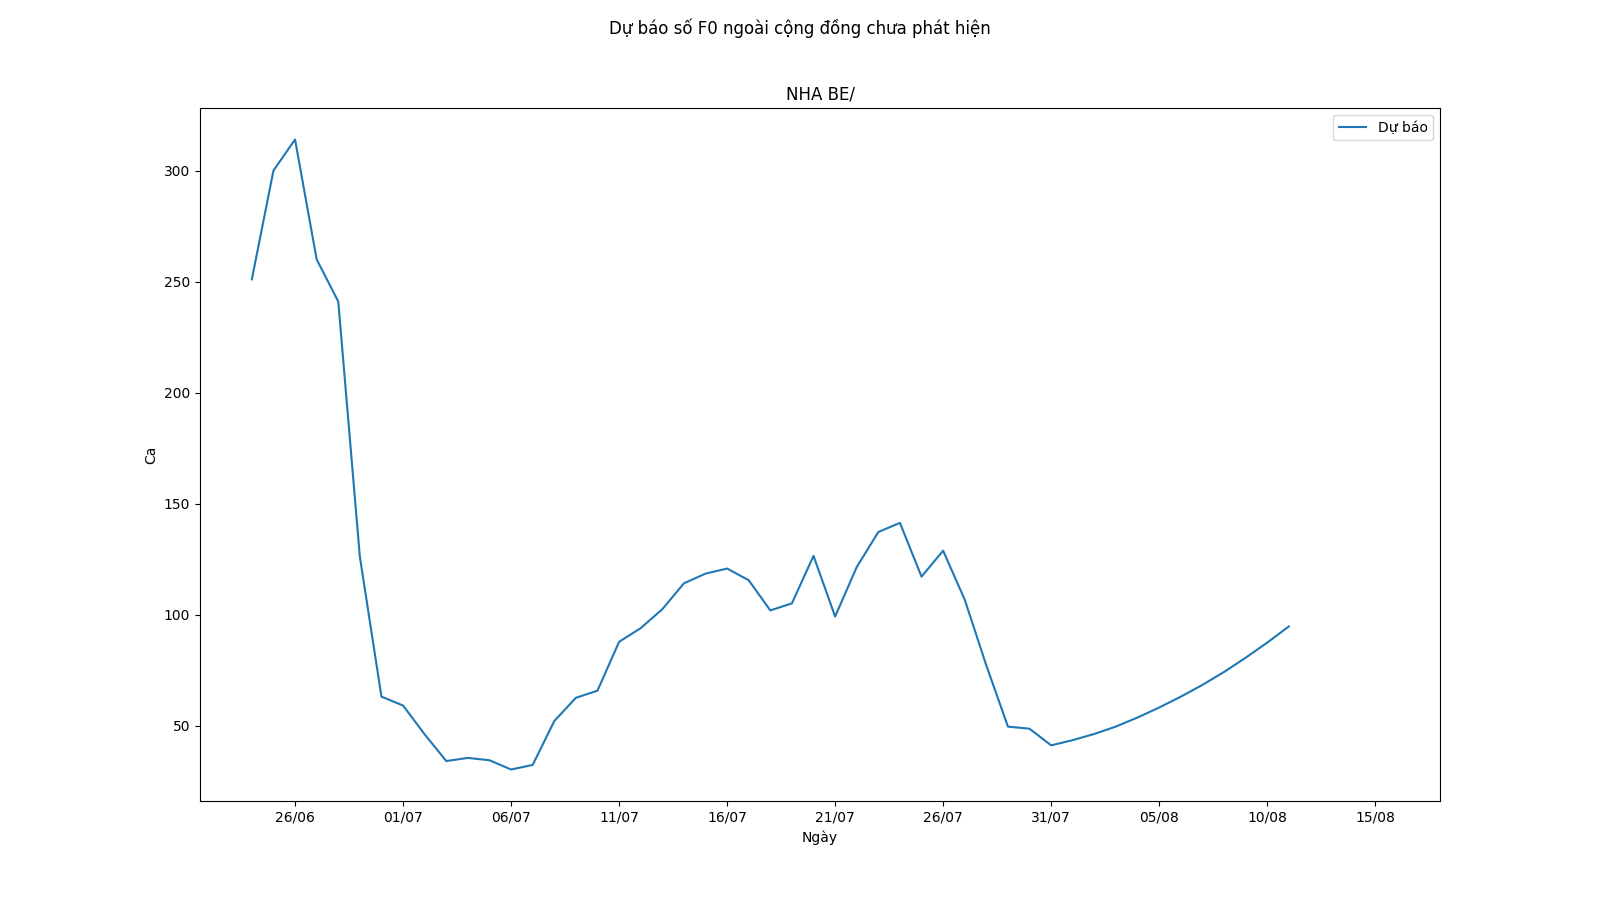 Dự báo số F0 ngoài cộng đồng chưa phát hiện
NHA BE/
Dự báo
300
250
200
150
100
50
Ca
26/06 01/07 06/07 11/07 16/07 21/07 26/07 31/07 05/08 10/08 15/08
Ngày